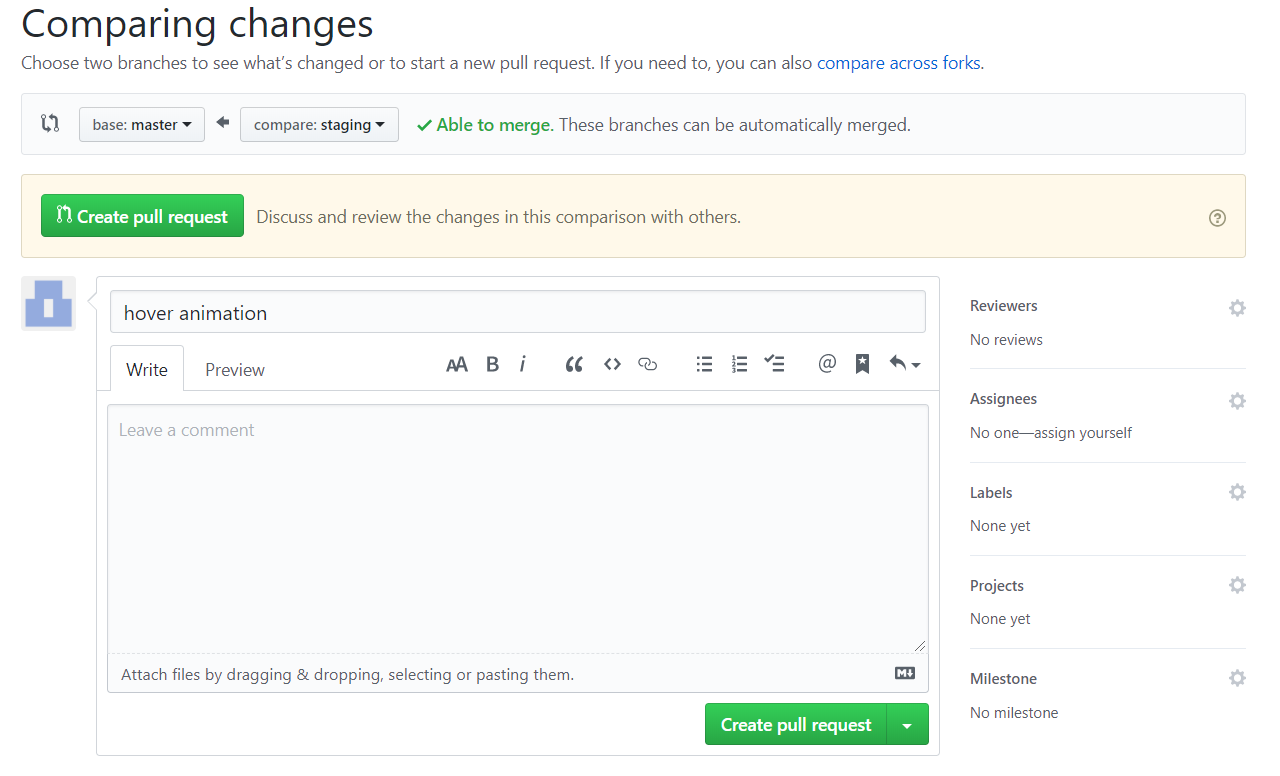 Comparing changes
Choose two branches to see what’s changed or to start a new pull request. If you need to, you can also compare across forks.
base: master compare: staging Able to merge. These branches can be automatically merged.
Create pull request Discuss and review the changes in this comparison with others.
hover animation
Write Preview
Leave a comment
Attach files by dragging & dropping, selecting or pasting them.
Create pull request
Reviewers
No reviews
Assignees
No one—assign yourself
Labels
None yet
Projects
None yet
Milestone
No milestone